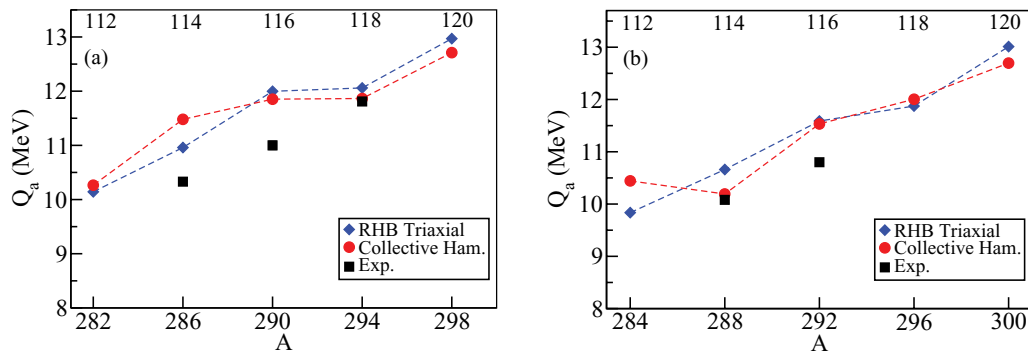 112 114 116 118 120
13
12
11
10
9
8
(a)
Q_a (MeV)
RHB Triaxial
Collective Ham.
Exp.
282 286 290 294 298
A
112 114 116 118 120
13
12
11
10
9
8
(b)
Q_a (MeV)
RHB Triaxial
Collective Ham.
Exp.
284 288 292 296 300
A